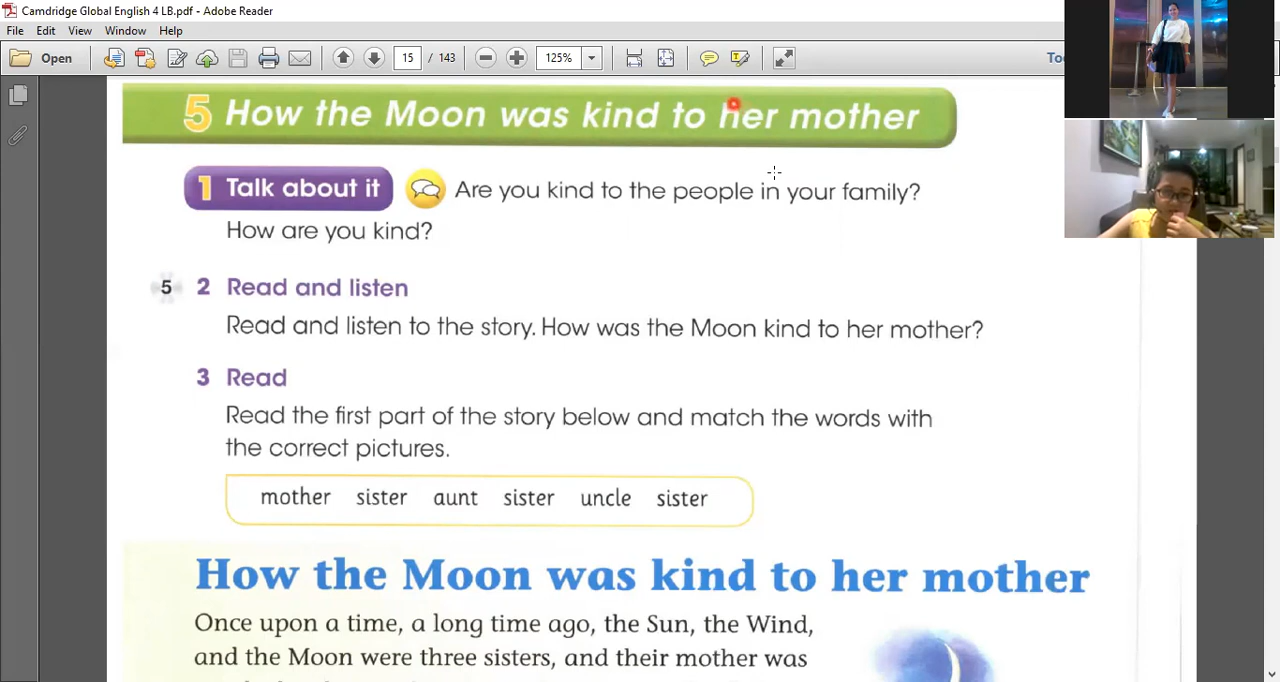 Camdridge Global English 4 LB.pdf - Adobe Reader
File Edit View Window Help
Open 15 / 143 125%
5 How the Moon was kind to her mother
1 Talk about it Are you kind to the people in your family?
How are you kind?
5 2 Read and listen
Read and listen to the story. How was the Moon kind to her mother?
3 Read
Read the first part of the story below and match the words with
the correct pictures.
mother sister aunt sister uncle sister
How the Moon was kind to her mother
Once upon a time, a long time ago, the Sun, the Wind,
and the Moon were three sisters, and their mother was